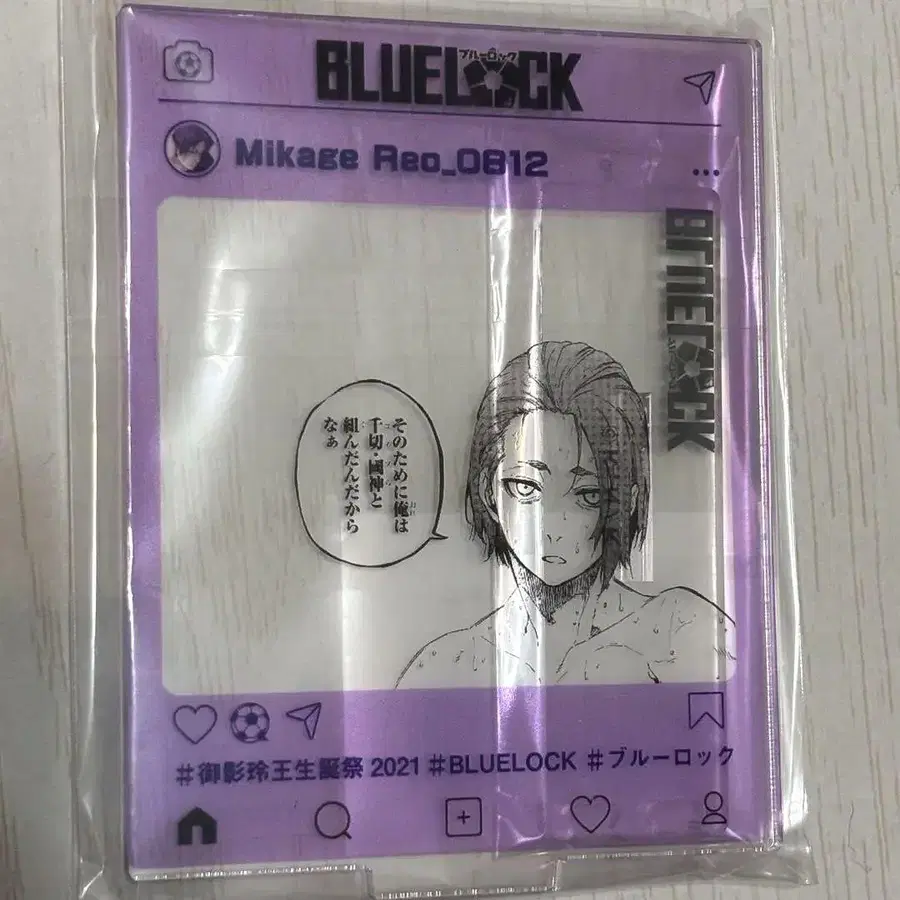 BLUELOCK
ブルーロック
Mikage Reo_0812
...
BLUELOCK
そのために俺は
千切・國神と
組んだんだから
なぁ
#御影玲王生誕祭 2021 #BLUELOCK #ブルーロック